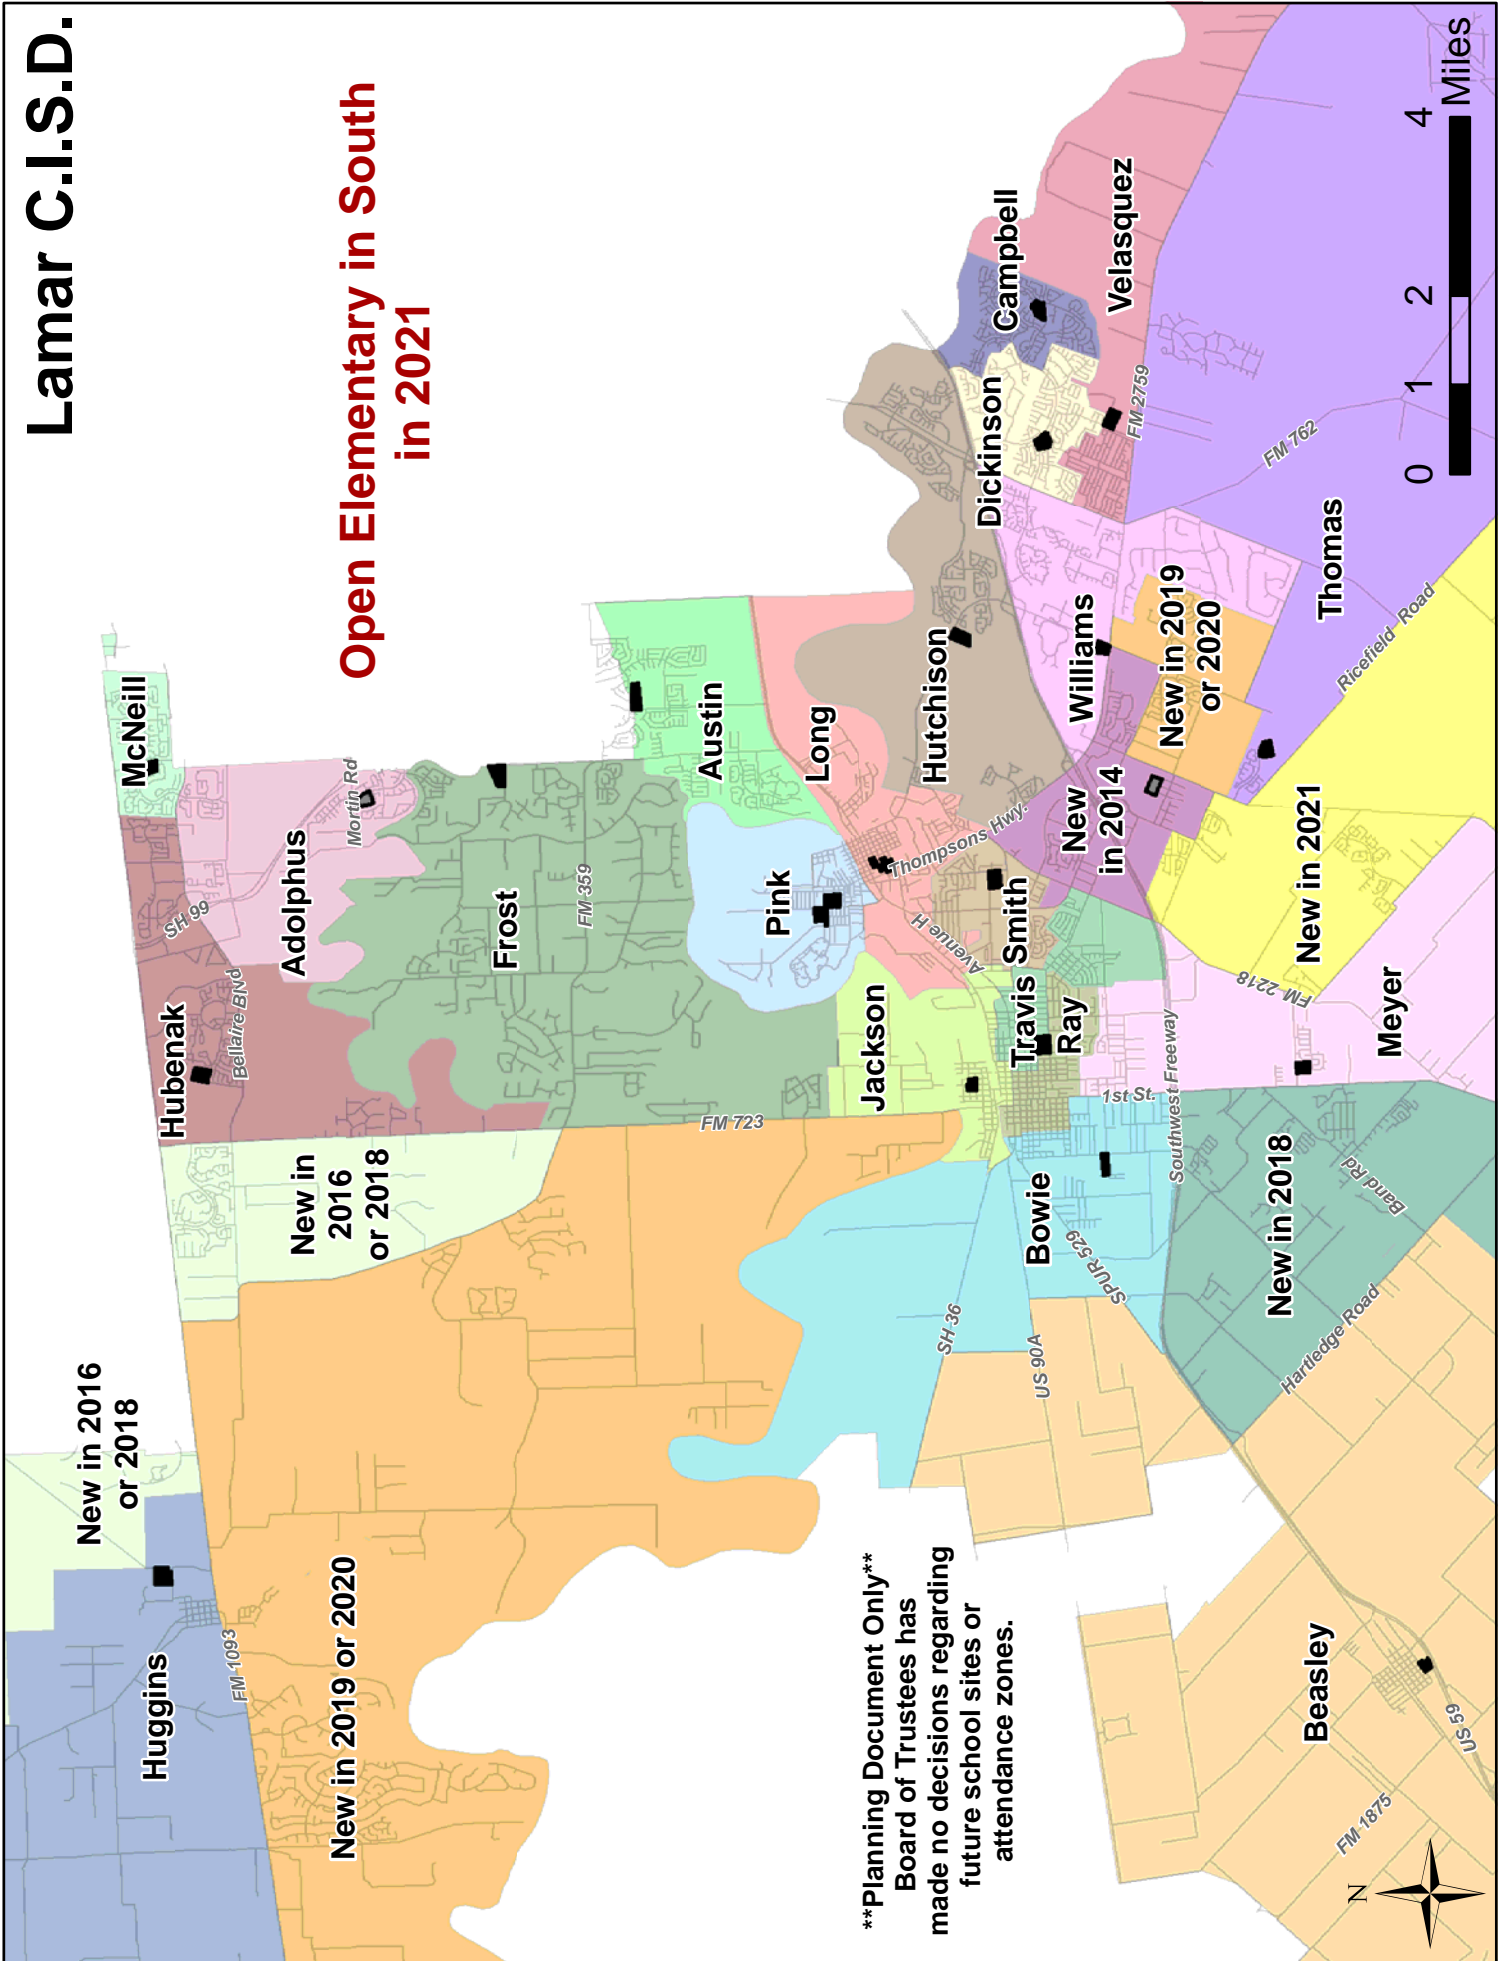 Lamar C.I.S.D.
Open Elementary in South
in 2021
McNeill
Mortin Rd
Adolphus
SH 99
Hubenak
Bellaire Blvd
Frost
FM 359
Austin
Pink
Long
Hutchison
Thompsons Hwy.
Avenue H
Jackson
FM 723
New in
2016
or 2018
New in 2016
or 2018
Huggins
FM 1093
New in 2019 or 2020
Campbell
Velasquez
Dickinson
FM 2759
FM 762
Williams
New in 2019
or 2020
Thomas
Ricefield Road
New
in 2014
Smith
Travis
Ray
New in 2021
FM 2218
Meyer
1st St.
Southwest Freeway
Bowie
SPUR 529
SH 36
US 90A
New in 2018
Band Rd
Hartledge Road
Beasley
US 59
FM 1875
**Planning Document Only**
Board of Trustees has
made no decisions regarding
future school sites or
attendance zones.
N
0 1 2 4
Miles